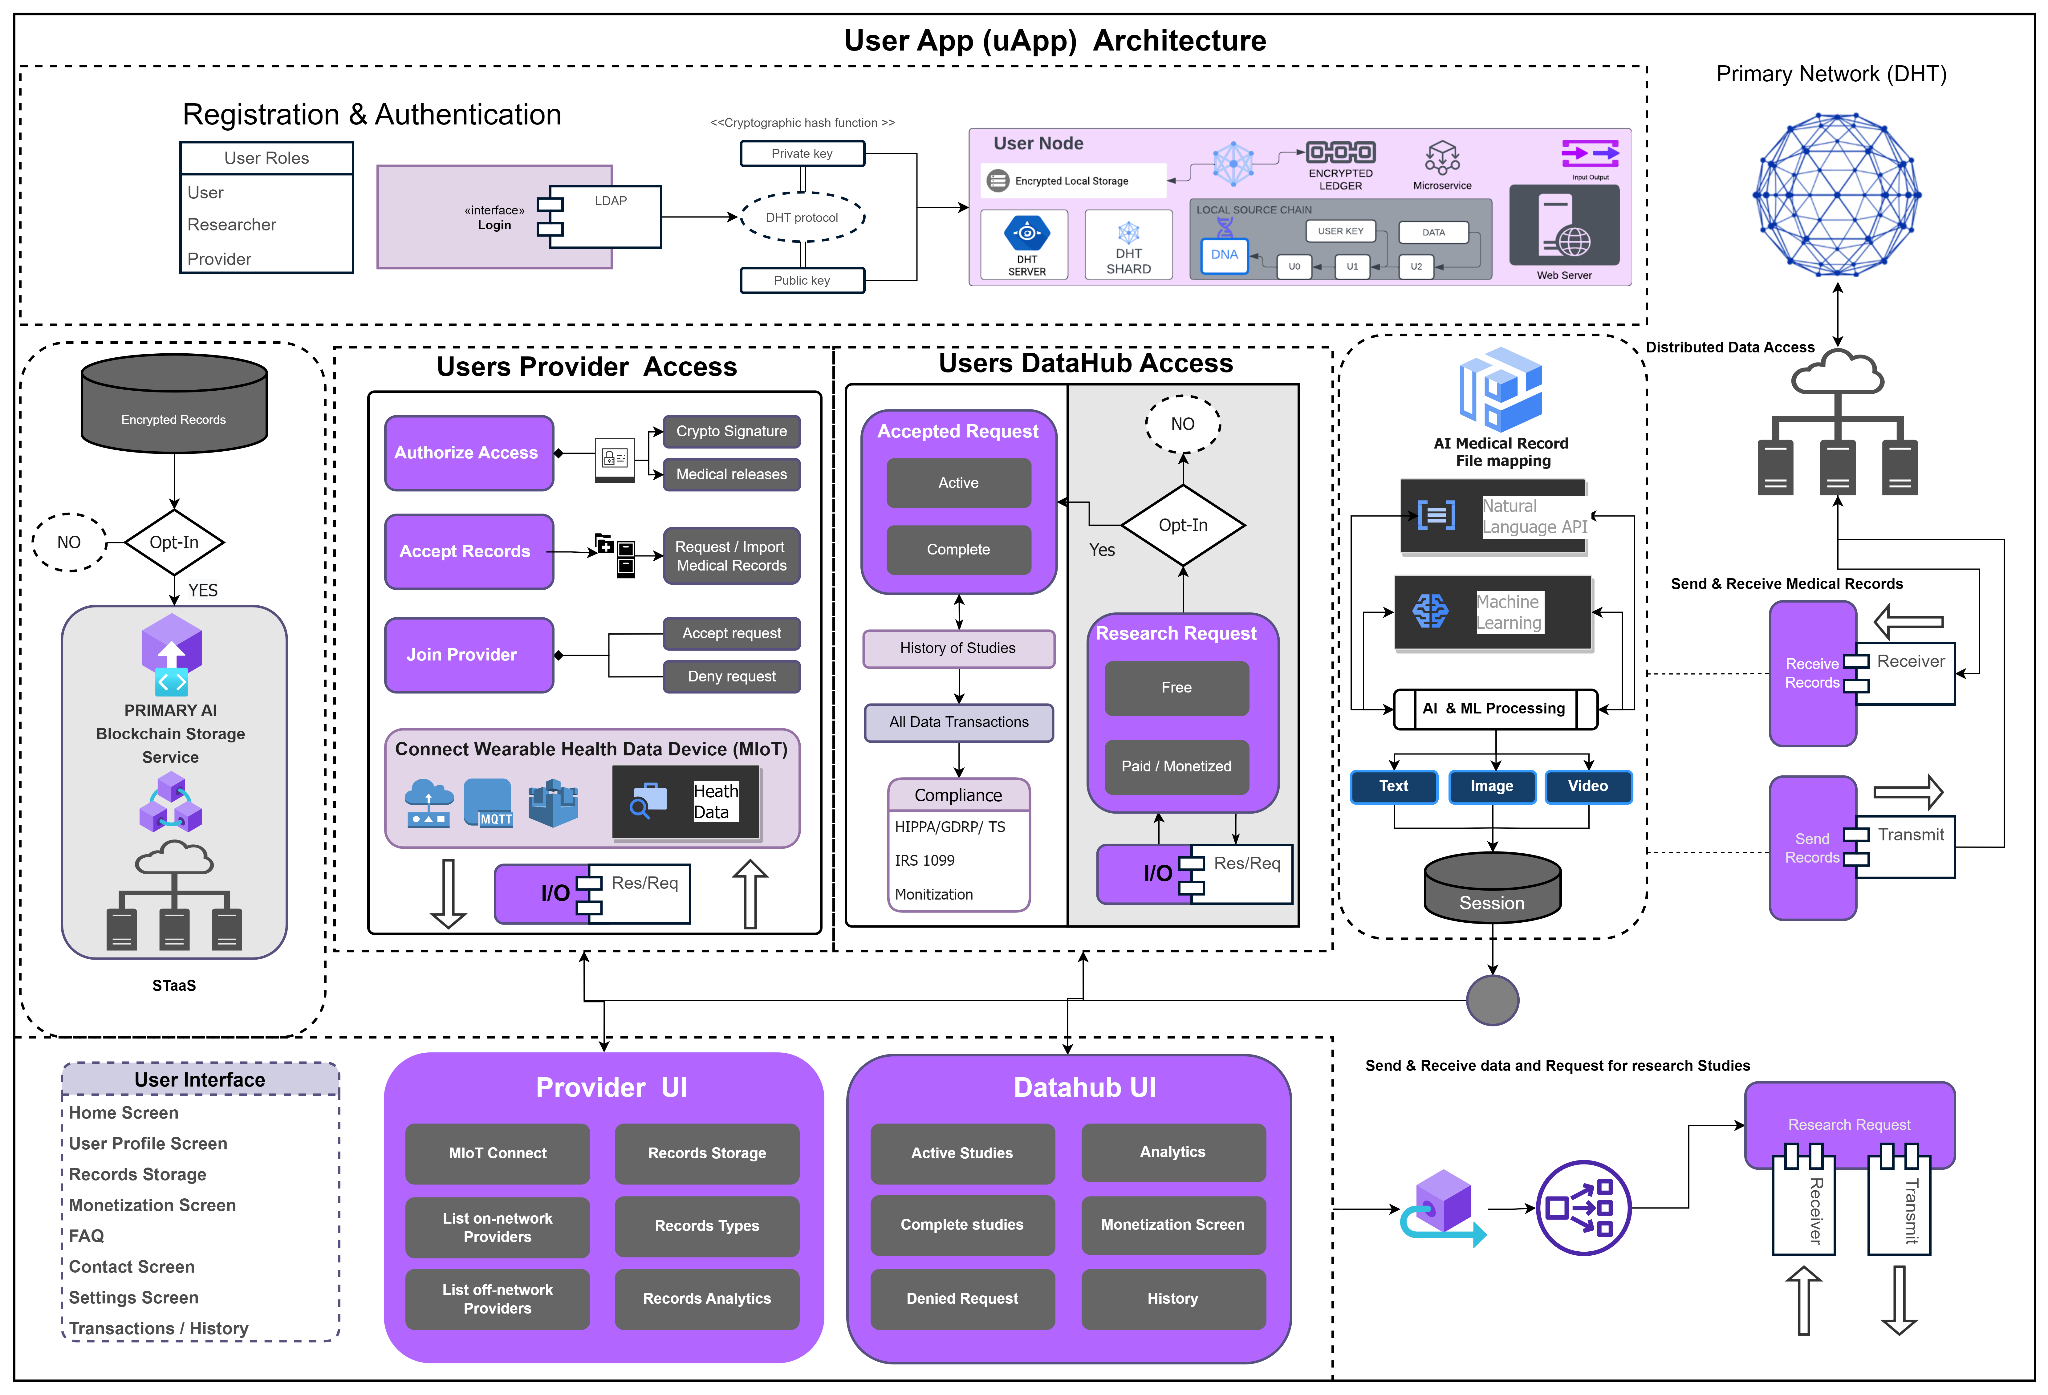 User App (uApp)  Architecture
Primary Network (DHT)
Registration & Authentication
<<Cryptographic hash function >>
User Roles
User
Researcher
Provider
«interface»
Login
LDAP
Private key
DHT protocol
Public key
User Node
Encrypted Local Storage
ENCRYPTED
LEDGER
Microservice
Input Output
DHT
SERVER
DHT
SHARD
LOCAL SOURCE CHAIN
USER KEY
DATA
DNA
U0
U1
U2
Web Server
Encrypted Records
NO
Opt-In
YES
PRIMARY AI
Blockchain Storage
Service
STaaS
Users Provider  Access
Authorize Access
Crypto Signature
Medical releases
Accept Records
Request / Import
Medical Records
Join Provider
Accept request
Deny request
Connect Wearable Health Data Device (MIoT)
MQTT
Heath
Data
I/O
Res/Req
Users DataHub Access
Accepted Request
Active
Complete
NO
Opt-In
Yes
History of Studies
All Data Transactions
Compliance
HIPPA/GDRP/ TS
IRS 1099
Monitization
Research Request
Free
Paid / Monetized
I/O
Res/Req
AI Medical Record
File mapping
Natural
Language API
Machine
Learning
AI  & ML Processing
Text
Image
Video
Session
Distributed Data Access
Send & Receive Medical Records
Receive
Records
Receiver
Send
Records
Transmit
User Interface
Home Screen
User Profile Screen
Records Storage
Monetization Screen
FAQ
Contact Screen
Settings Screen
Transactions / History
Provider  UI
MIoT Connect
Records Storage
List on-network
Providers
Records Types
List off-network
Providers
Records Analytics
Datahub UI
Active Studies
Analytics
Complete studies
Monetization Screen
Denied Request
History
Send & Receive data and Request for research Studies
Research Request
Receiver
Transmit